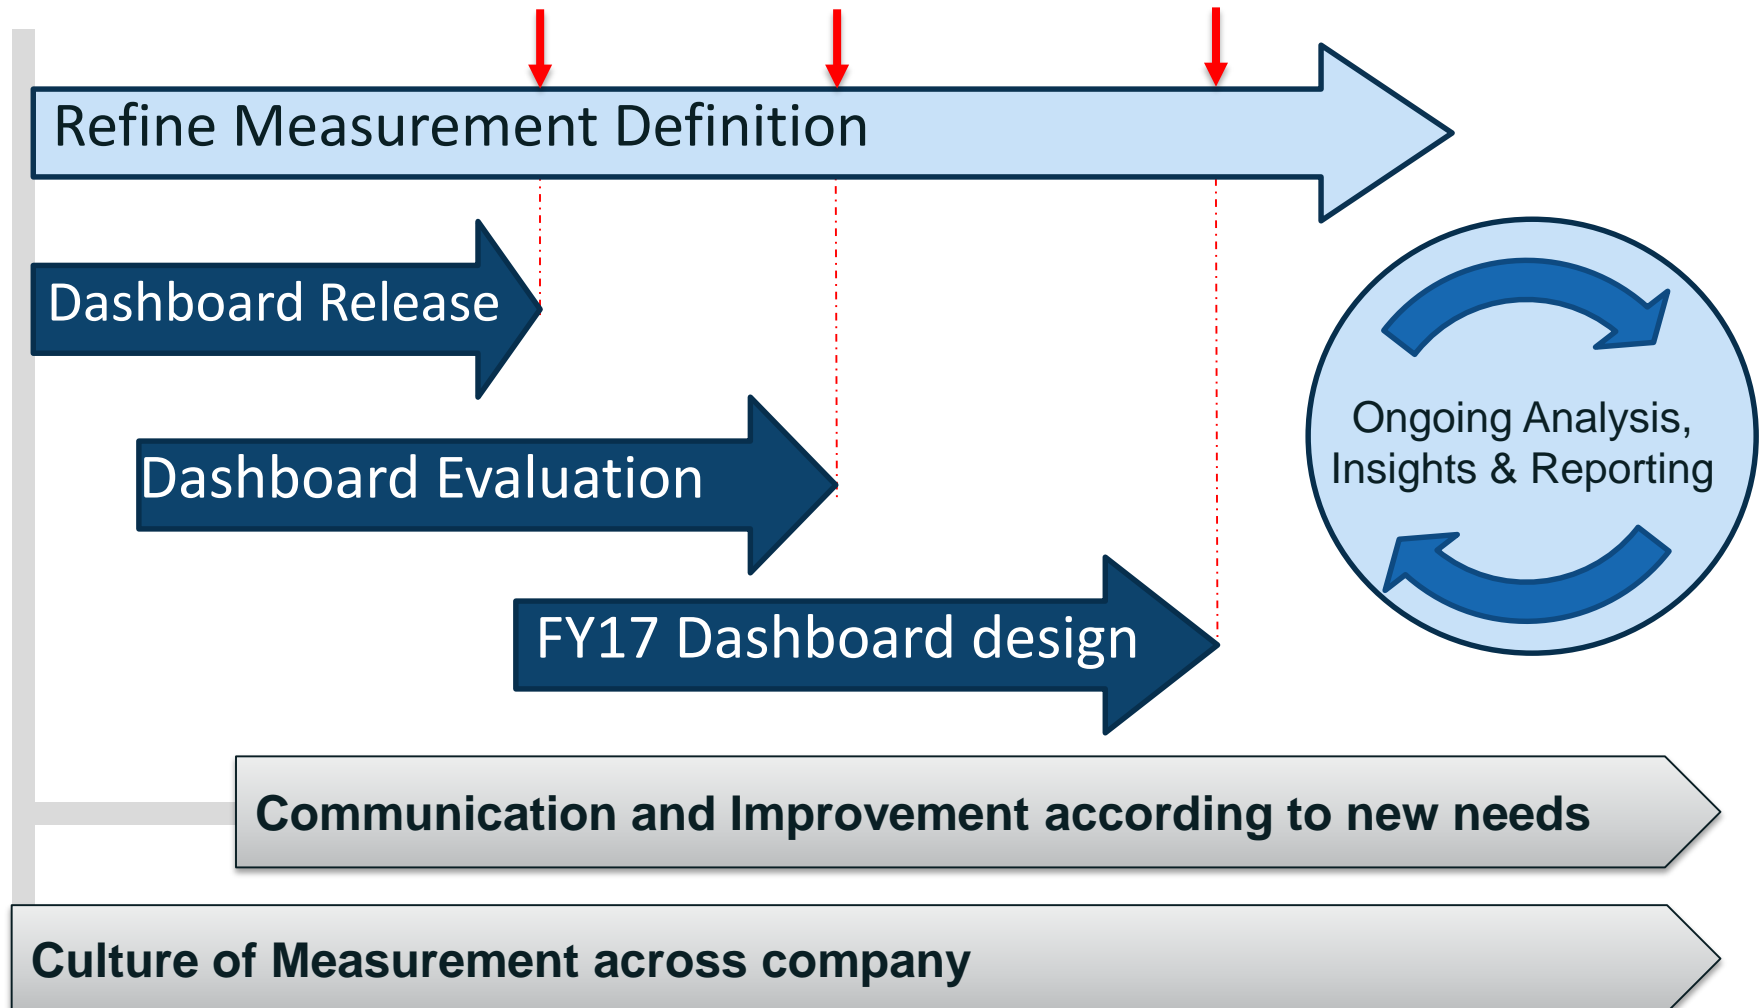 Refine Measurement Definition
Dashboard Release
Dashboard Evaluation
FY17 Dashboard design
Ongoing Analysis,
Insights & Reporting
Communication and Improvement according to new needs
Culture of Measurement across company